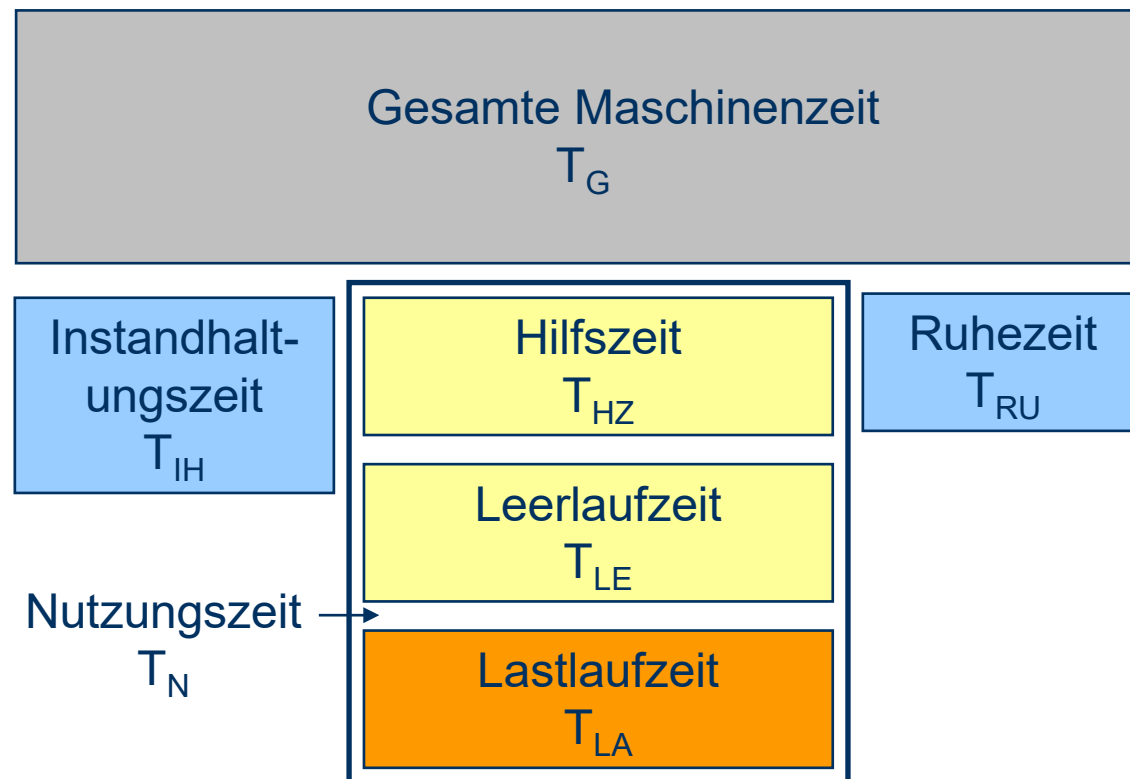 Gesamte Maschinenzeit
T_G
Instandhalt-
ungszeit
T_IH
Hilfszeit
T_HZ
Ruhezeit
T_RU
Leerlaufzeit
T_LE
Nutzungszeit
T_N
Lastlaufzeit
T_LA